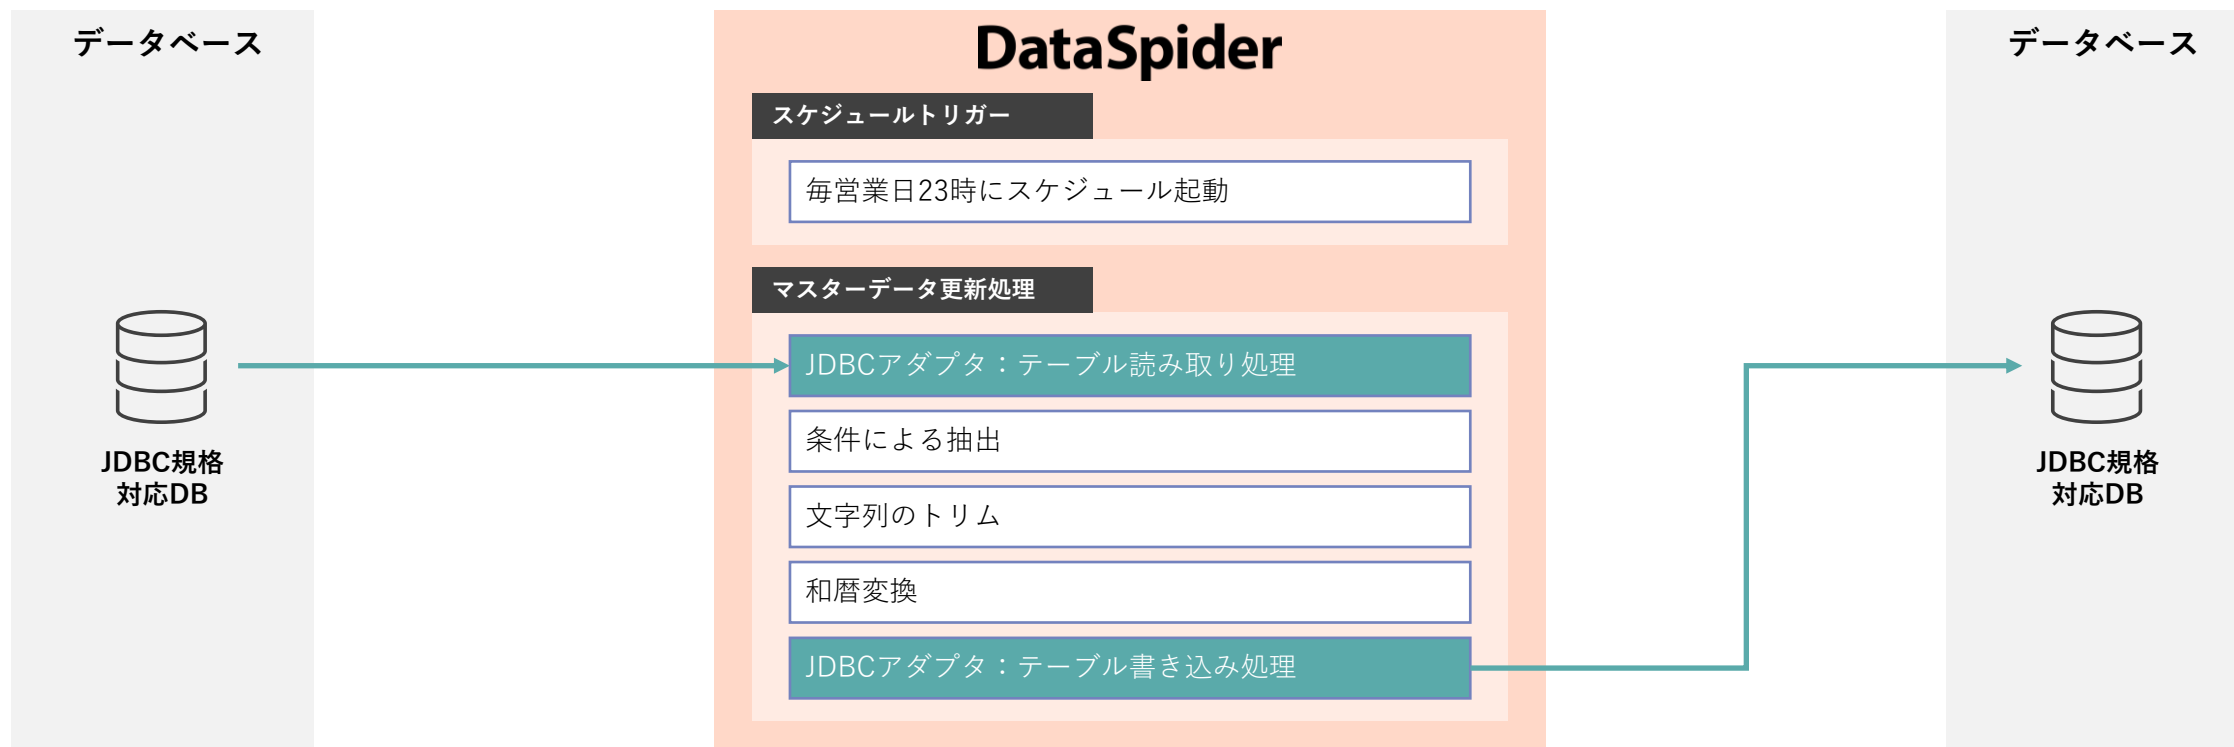 データベース
JDBC規格
対応DB
DataSpider
スケジュールトリガー
毎営業日23時にスケジュール起動
マスターデータ更新処理
JDBCアダプタ：テーブル読み取り処理
条件による抽出
文字列のトリム
和暦変換
JDBCアダプタ：テーブル書き込み処理
データベース
JDBC規格
対応DB